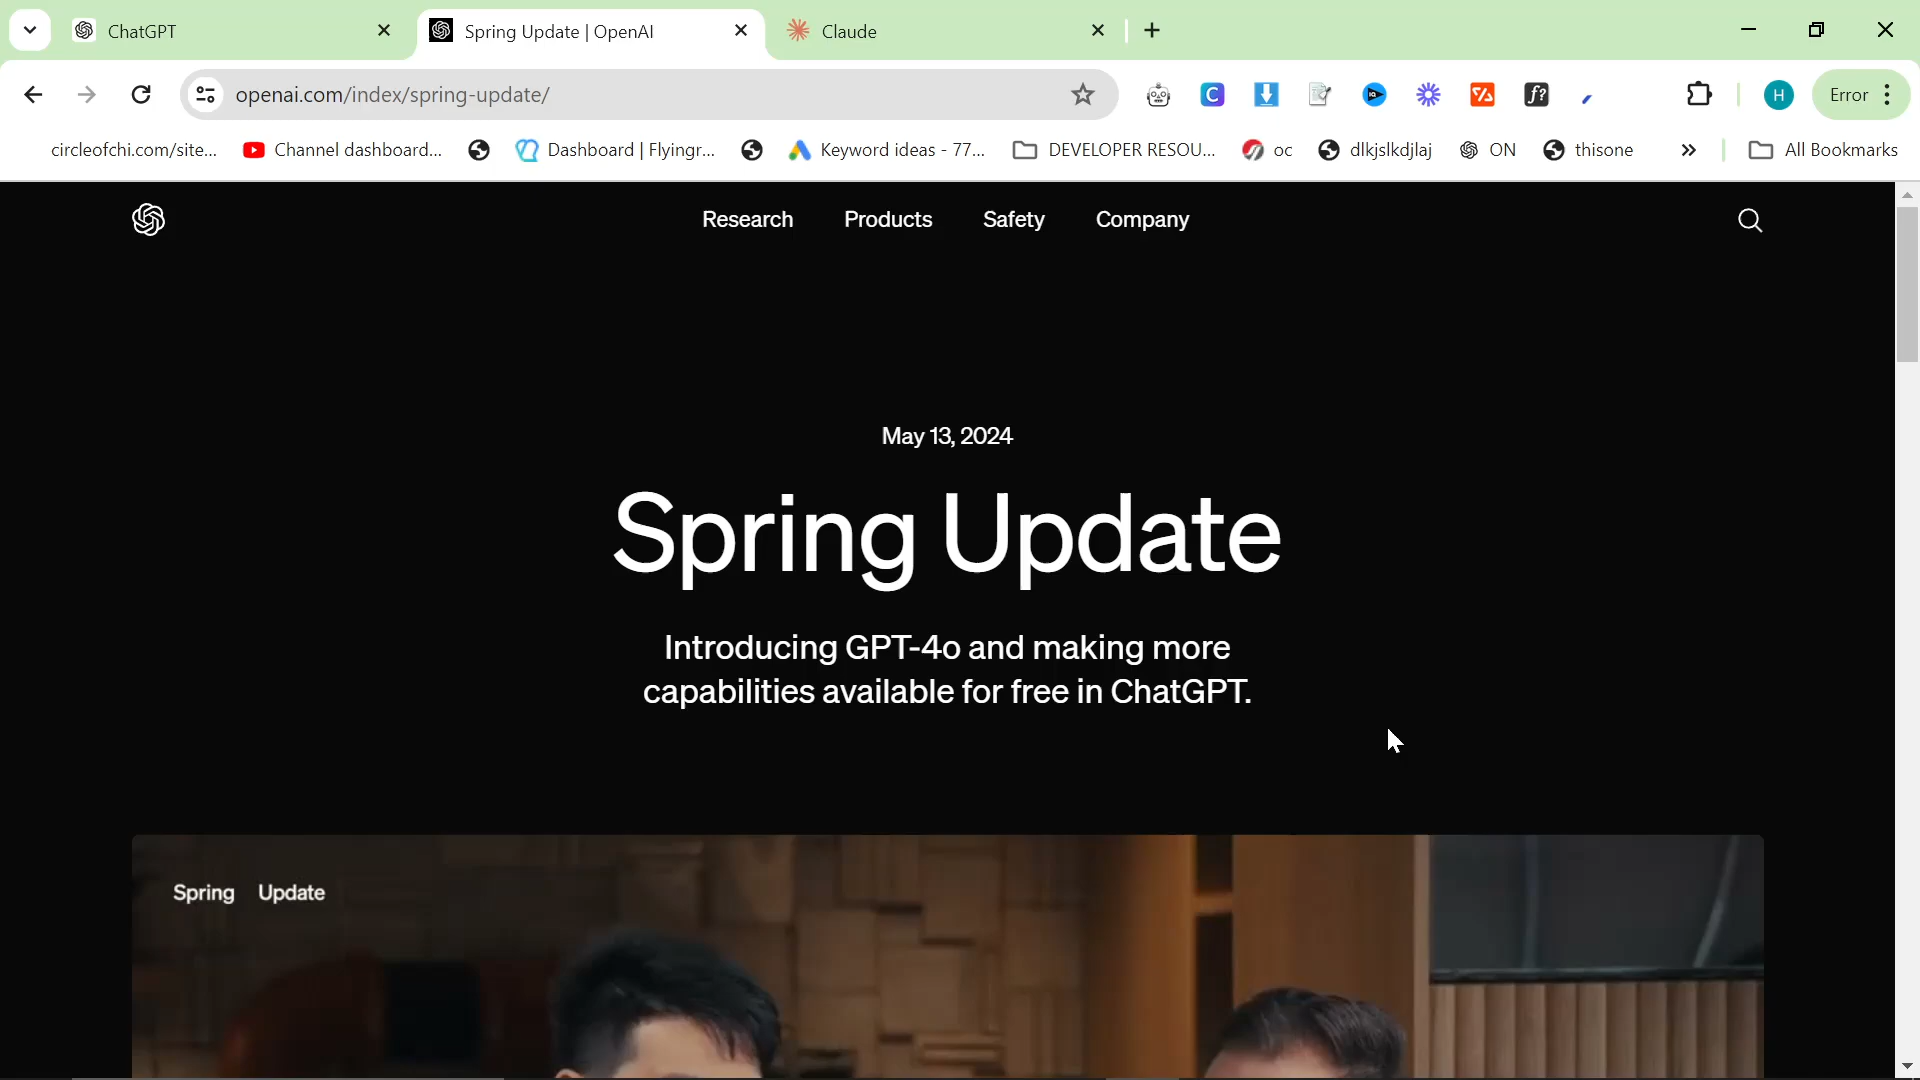 ChatGPT
Spring Update | OpenAI
Claude
openai.com/index/spring-update/
H
Error
circleofchi.com/site...
Channel dashboard...
Dashboard | Flyingr...
Keyword ideas - 77...
DEVELOPER RESOU...
oc
dlkjslkdjlaj
ON
thisone
All Bookmarks
Research
Products
Safety
Company
May 13, 2024
Spring Update
Introducing GPT-4o and making more
capabilities available for free in ChatGPT.
Spring Update